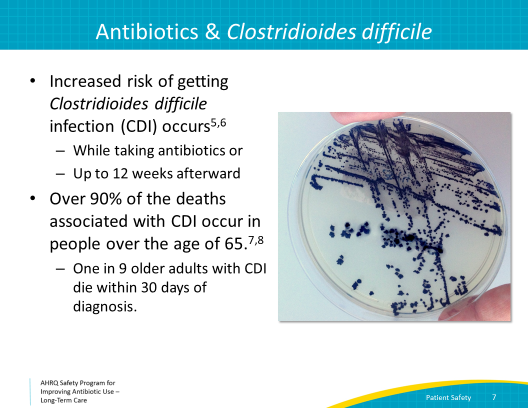 Antibiotics & Clostridioides difficile
• Increased risk of getting
Clostridioides difficile
infection (CDI) occurs5,6
– While taking antibiotics or
– Up to 12 weeks afterward
• Over 90% of the deaths
associated with CDI occur in
people over the age of 65.7,8
– One in 9 older adults with CDI
die within 30 days of
diagnosis.
AHRQ Safety Program for
Improving Antibiotic Use –
Long-Term Care
Patient Safety 7